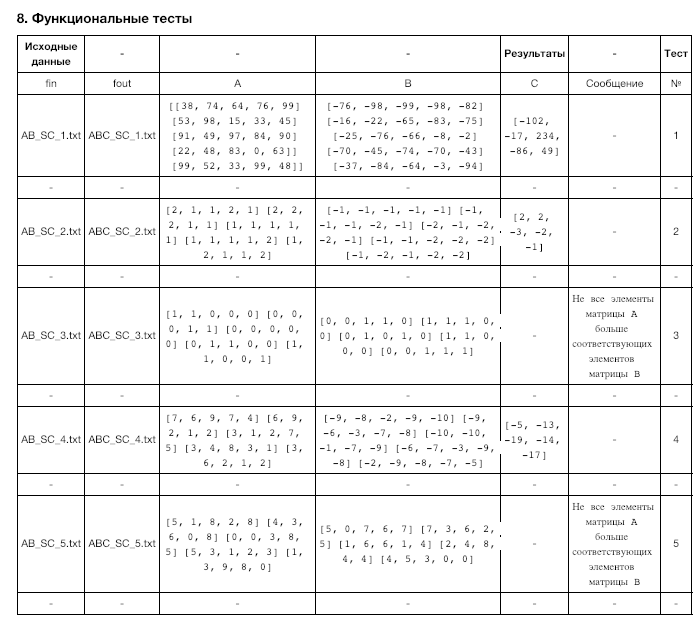 8. Функциональные тесты
Исходные данные - - - Результаты - Тест
fin fout A B C Сообщение №
AB_SC_1.txt ABC_SC_1.txt [[38, 74, 64, 76, 99] [53, 98, 15, 33, 45] [91, 49, 97, 84, 90] [22, 48, 83, 0, 63]] [99, 52, 33, 99, 48]] [-76, -98, -99, -98, -82] [-16, -22, -65, -83, -75] [-25, -76, -66, -8, -2] [-70, -45, -74, -70, -43] [-37, -84, -64, -3, -94] [-102, -17, 234, -86, 49] - 1
- - - - - - -
AB_SC_2.txt ABC_SC_2.txt [2, 1, 1, 2, 1] [2, 2, 2, 1, 1] [1, 1, 1, 1, 1] [1, 1, 1, 1, 2] [1, 2, 1, 1, 2] [-1, -1, -1, -1, -1] [-1, -1, -1, -2, -1] [-2, -1, -2, -2, -1] [-1, -1, -2, -2, -2] [-1, -2, -1, -2, -2] [2, 2, -3, -2, -1] - 2
- - - - - - -
AB_SC_3.txt ABC_SC_3.txt [1, 1, 0, 0, 0] [0, 0, 0, 1, 1] [0, 0, 0, 0, 0] [0, 1, 1, 0, 0] [1, 1, 0, 0, 1] [0, 0, 1, 1, 0] [1, 1, 1, 0, 0] [0, 1, 0, 1, 0] [1, 1, 0, 0, 0] [0, 0, 1, 1, 1] - Не все элементы матрицы A больше соответствующих элементов матрицы B 3
- - - - - - -
AB_SC_4.txt ABC_SC_4.txt [7, 6, 9, 7, 4] [6, 9, 2, 1, 2] [3, 1, 2, 7, 5] [3, 4, 8, 3, 1] [3, 6, 2, 1, 2] [-9, -8, -2, -9, -10] [-9, -6, -3, -7, -8] [-10, -10, -1, -7, -9] [-6, -7, -3, -9, -8] [-2, -9, -8, -7, -5] [-5, -13, -19, -14, -17] - 4
- - - - - - -
AB_SC_5.txt ABC_SC_5.txt [5, 1, 8, 2, 8] [4, 3, 6, 0, 8] [0, 0, 3, 8, 5] [5, 3, 1, 2, 3] [1, 3, 9, 8, 0] [5, 0, 7, 6, 7] [7, 3, 6, 2, 5] [1, 6, 6, 1, 4] [2, 4, 8, 4, 4] [4, 5, 3, 0, 0] - Не все элементы матрицы A больше соответствующих элементов матрицы B 5
- - - - - - -